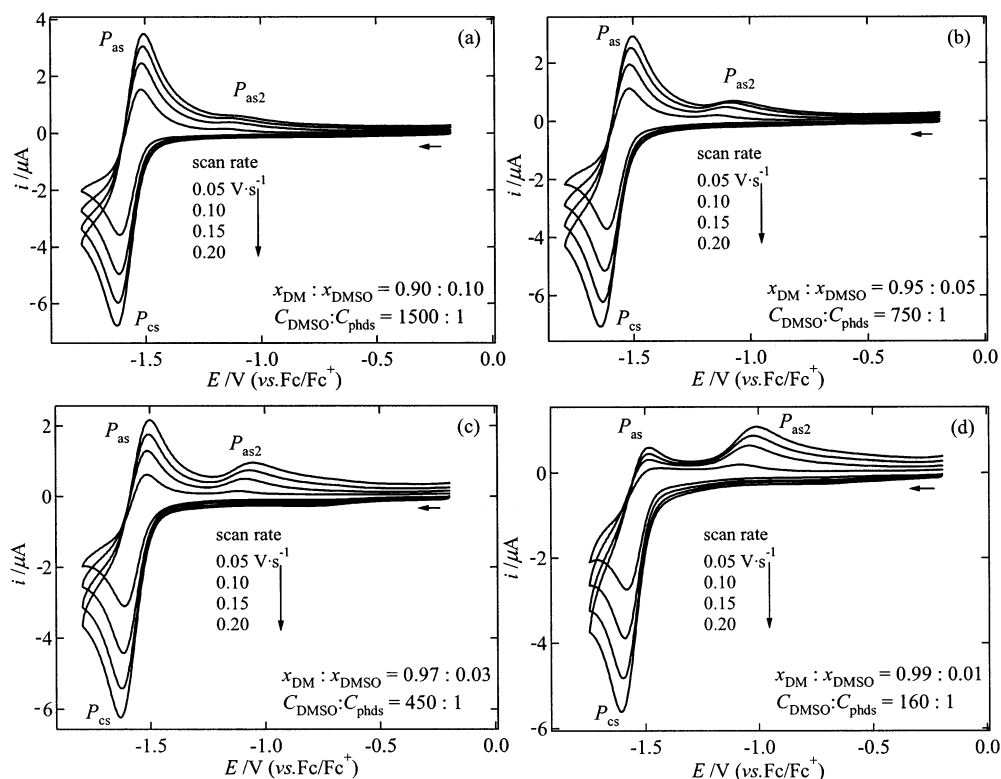 (a)
4
2
0
-2
-4
-6
i /μA
P_as
P_as2
scan rate
0.05 V·s⁻¹
0.10
0.15
0.20
x_DM : x_DMSO = 0.90 : 0.10
C_DMSO:C_phds = 1500 : 1
P_cs
-1.5 -1.0 -0.5 0.0
E /V (vs.Fc/Fc⁺)
(b)
4
2
0
-2
-4
-6
i /μA
P_as
P_as2
scan rate
0.05 V·s⁻¹
0.10
0.15
0.20
x_DM : x_DMSO = 0.95 : 0.05
C_DMSO:C_phds = 750 : 1
P_cs
-1.5 -1.0 -0.5 0.0
E /V (vs.Fc/Fc⁺)
(c)
2
0
-2
-4
-6
i /μA
P_as
P_as2
scan rate
0.05 V·s⁻¹
0.10
0.15
0.20
x_DM : x_DMSO = 0.97 : 0.03
C_DMSO:C_phds = 450 : 1
P_cs
-1.5 -1.0 -0.5 0.0
E /V (vs.Fc/Fc⁺)
(d)
0
-2
-4
-6
i /μA
P_as
P_as2
scan rate
0.05 V·s⁻¹
0.10
0.15
0.20
x_DM : x_DMSO = 0.99 : 0.01
C_DMSO:C_phds = 160 : 1
P_cs
-1.5 -1.0 -0.5 0.0
E /V (vs.Fc/Fc⁺)